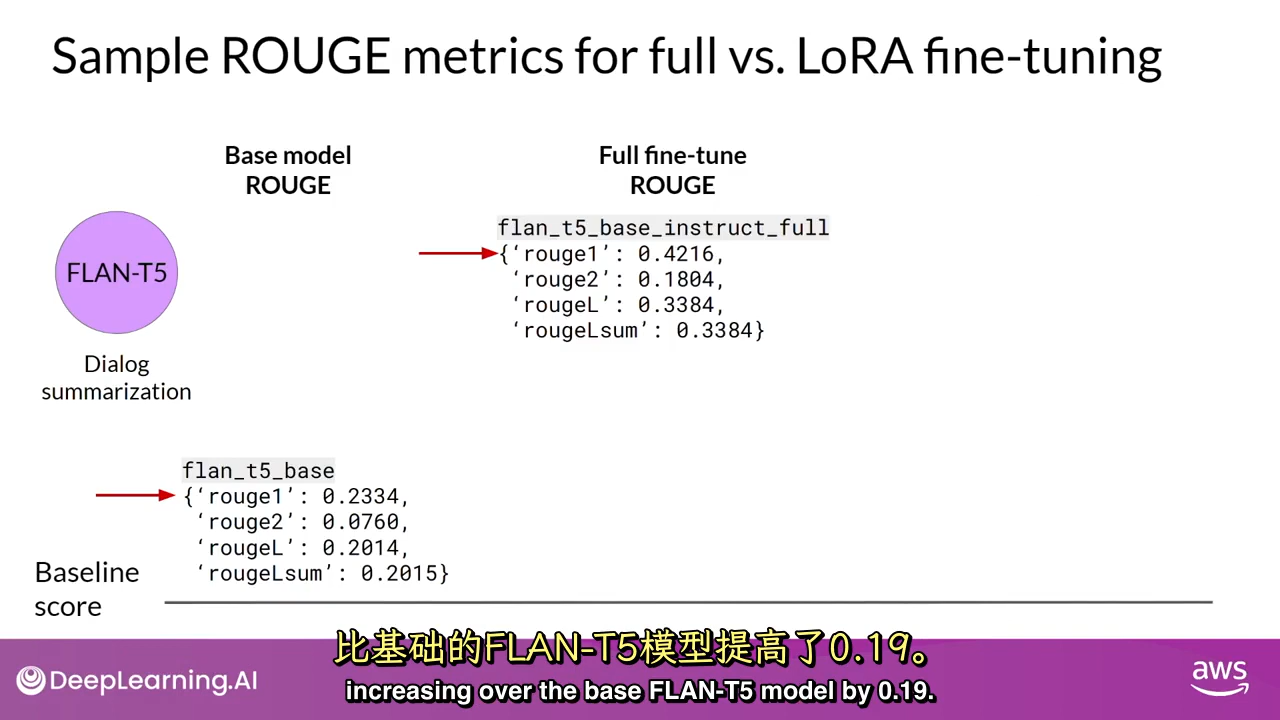 Sample ROUGE metrics for full vs. LoRA fine-tuning
Base model
ROUGE
Full fine-tune
ROUGE
FLAN-T5
Dialog
summarization
flan_t5_base_instruct_full
{‘rouge1’: 0.4216,
‘rouge2’: 0.1804,
‘rougeL’: 0.3384,
‘rougeLsum’: 0.3384}
flan_t5_base
{‘rouge1’: 0.2334,
‘rouge2’: 0.0760,
‘rougeL’: 0.2014,
‘rougeLsum’: 0.2015}
Baseline
score
比基础的FLAN-T5模型提高了0.19。
increasing over the base FLAN-T5 model by 0.19.
DeepLearning.AI
aws